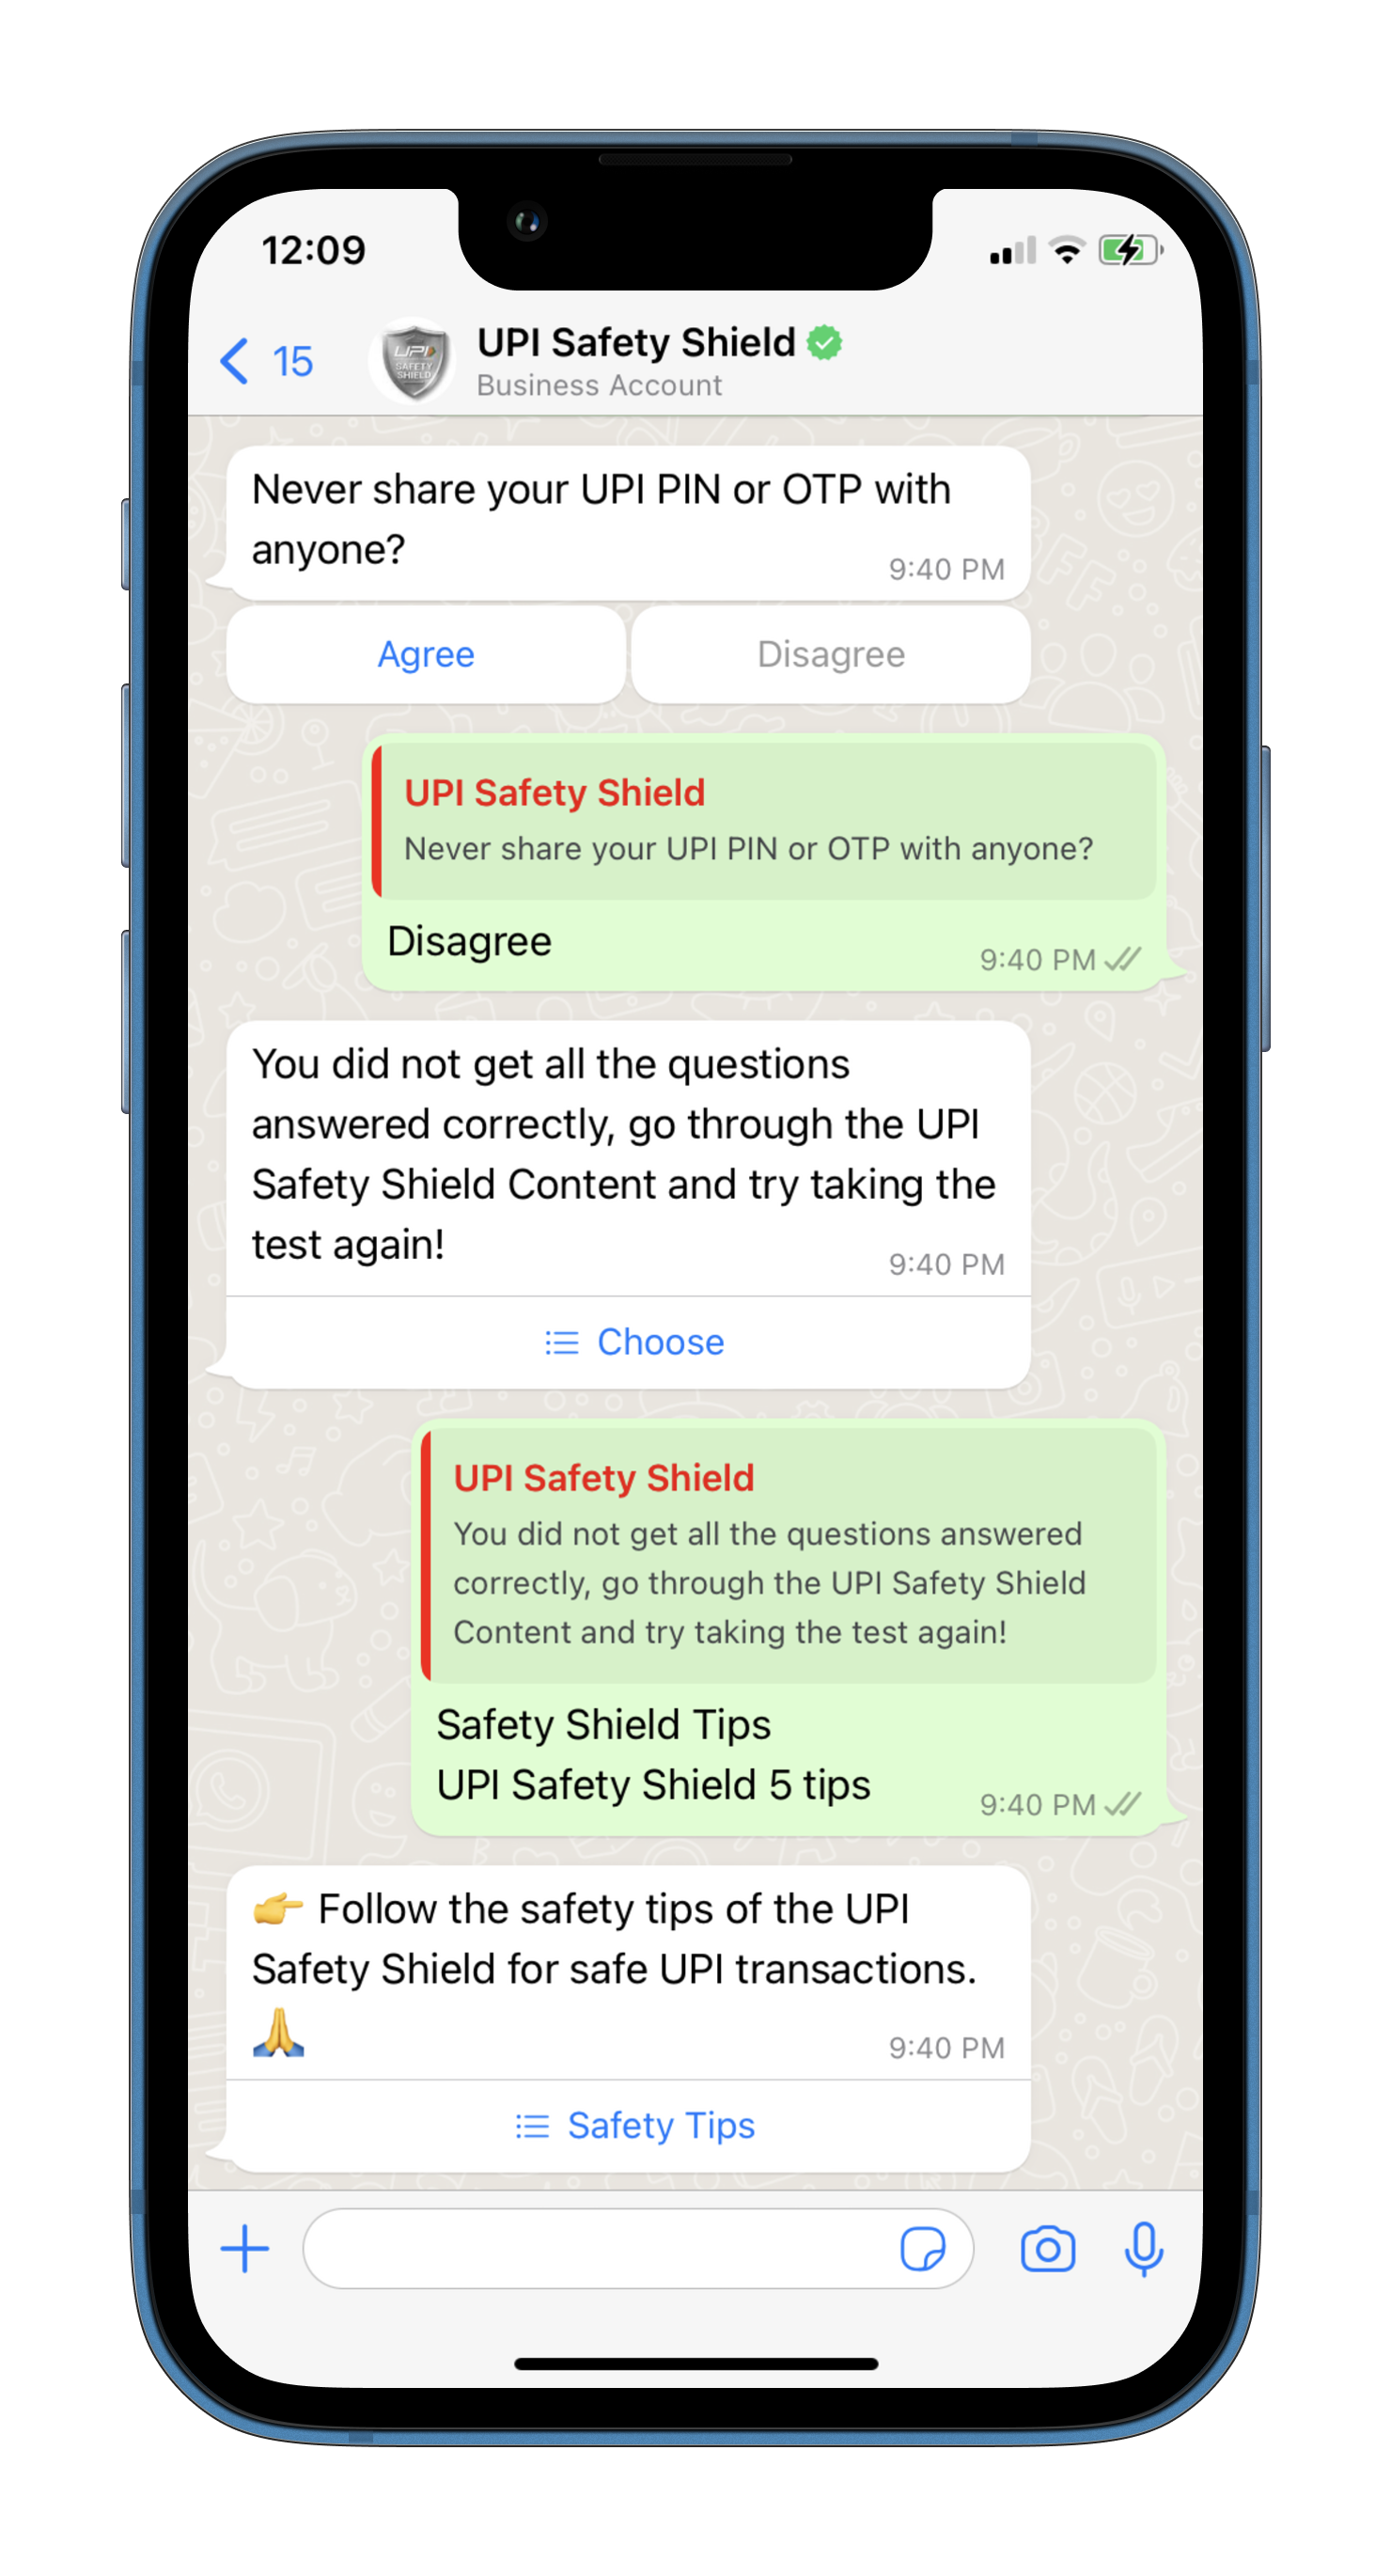 12:09
15
UPI
SAFETY
SHIELD
UPI Safety Shield
Business Account
Never share your UPI PIN or OTP with
anyone?
9:40 PM
Agree
Disagree
UPI Safety Shield
Never share your UPI PIN or OTP with anyone?
Disagree
9:40 PM
You did not get all the questions
answered correctly, go through the UPI
Safety Shield Content and try taking the
test again!
9:40 PM
Choose
UPI Safety Shield
You did not get all the questions answered
correctly, go through the UPI Safety Shield
Content and try taking the test again!
Safety Shield Tips
UPI Safety Shield 5 tips
9:40 PM
👉 Follow the safety tips of the UPI
Safety Shield for safe UPI transactions.
🙏
9:40 PM
Safety Tips